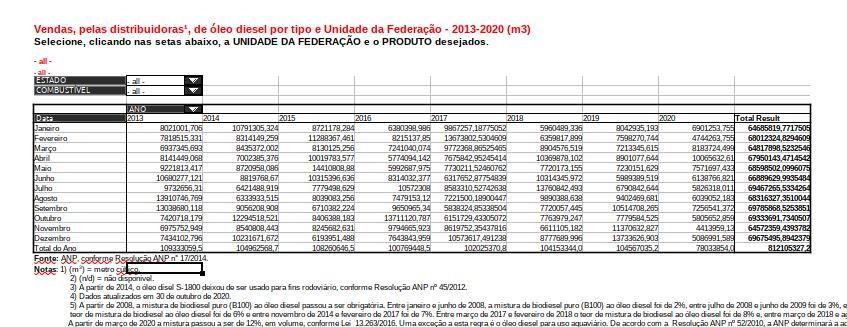 Vendas, pelas distribuidoras¹, de óleo diesel por tipo e Unidade da Federação - 2013-2020 (m3)
Selecione, clicando nas setas abaixo, a UNIDADE DA FEDERAÇÃO e o PRODUTO desejados.
- all -
- all -
ESTADO - all -
COMBUSTÍVEL - all -
ANO
Data 2013 2014 2015 2016 2017 2018 2019 2020 Total Result
Janeiro 8021001,706 10791305,324 8721178,284 6380398,986 9867257,18775052 5960489,336 8042935,193 6901253,755 64685819,7717505
Fevereiro 7818515,331 8314149,259 11288367,461 8215137,85 13673802,5304609 6359817,899 7598270,744 4744263,755 68012324,8294609
Março 6937345,693 8435372,002 8130125,256 7241040,074 9772368,86525465 8904576,519 7213345,615 8183724,499 64817898,5232546
Abril 8141449,068 7002385,376 10019783,577 5774094,142 7675842,95245414 10369878,102 8901077,644 10065632,61 67950143,4714542
Maio 9221813,417 8720958,086 14410808,88 5992687,975 7730211,52460762 7720173,155 7230151,629 7571697,433 68598502,0996075
Junho 10680277,121 8819768,67 10315396,636 8814032,377 6317652,87754839 10314345,972 5989389,519 6138766,821 66889629,9935484
Julho 9732656,31 6421488,919 7779498,629 10572308 8583310,52742638 13760842,493 6790842,644 5826318,011 69467265,5334264
Agosto 13910746,769 6333933,515 8039083,256 7479153,12 7221500,18900447 9890388,638 9402469,681 6039052,183 68316327,3510044
Setembro 13038680,118 9056208,908 6710382,224 9650950,34 5838324,85338504 7720057,445 10514708,265 7256541,372 69785868,5253851
Outubro 7420718,179 12294518,521 8406388,183 13711120,787 6151729,43305072 7763979,247 7779584,525 5805652,859 69333691,7340507
Novembro 6975752,949 8540808,443 8245682,631 9794965,603 8619752,35437816 6611105,182 11370632,827 4413959,13 64572359,4393782
Dezembro 7434102,796 10231671,672 6193951,488 7643843,959 10573617,491238 8777689,996 13733626,903 5086991,589 69675495,8942379
Total do Ano 109333059,5 104962568,7 108260646,5 100769448,5 102025370,8 104153344,0 104567035,2 78033854,0 812105327,2
Fonte: ANP, conforme Resolução ANP n° 17/2014.
Notas: 1) (m³) = metro cúbico.
2) (n/d) = não disponível.
3) A partir de 2014, o óleo disel S-1800 deixou de ser usado para fins rodoviário, conforme Resolução ANP n° 45/2012.
4) Dados atualizados em 30 de outubro de 2020.
5) A partir de 2008, a mistura de biodiesel puro (B100) ao óleo diesel passou a ser obrigatória. Entre janeiro e junho de 2008, a mistura de biodiesel puro (B100) ao óleo diesel foi de 2%, entre julho de 2008 e junho de 2009 foi de 3%, e
teor de mistura de biodiesel ao óleo diesel foi de 6% e entre novembro de 2014 e fevereiro de 2017 foi de 7%. Entre março de 2017 e fevereiro de 2018 o teor de mistura de biodiesel ao óleo diesel foi de 8% e, entre março de 2018 e ag
A partir de março de 2020 a mistura passou a ser de 12%, em volume, conforme Lei 13.263/2016. Uma exceção a esta regra é o óleo diesel para uso aquaviário. De acordo com a Resolução ANP n° 52/2010, a ANP determinará a ad